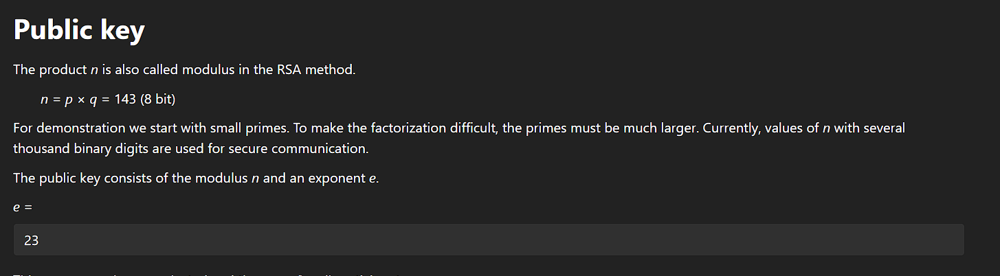 Public key
The product n is also called modulus in the RSA method.
n = p × q = 143 (8 bit)
For demonstration we start with small primes. To make the factorization difficult, the primes must be much larger. Currently, values of n with several
thousand binary digits are used for secure communication.
The public key consists of the modulus n and an exponent e.
e =
23